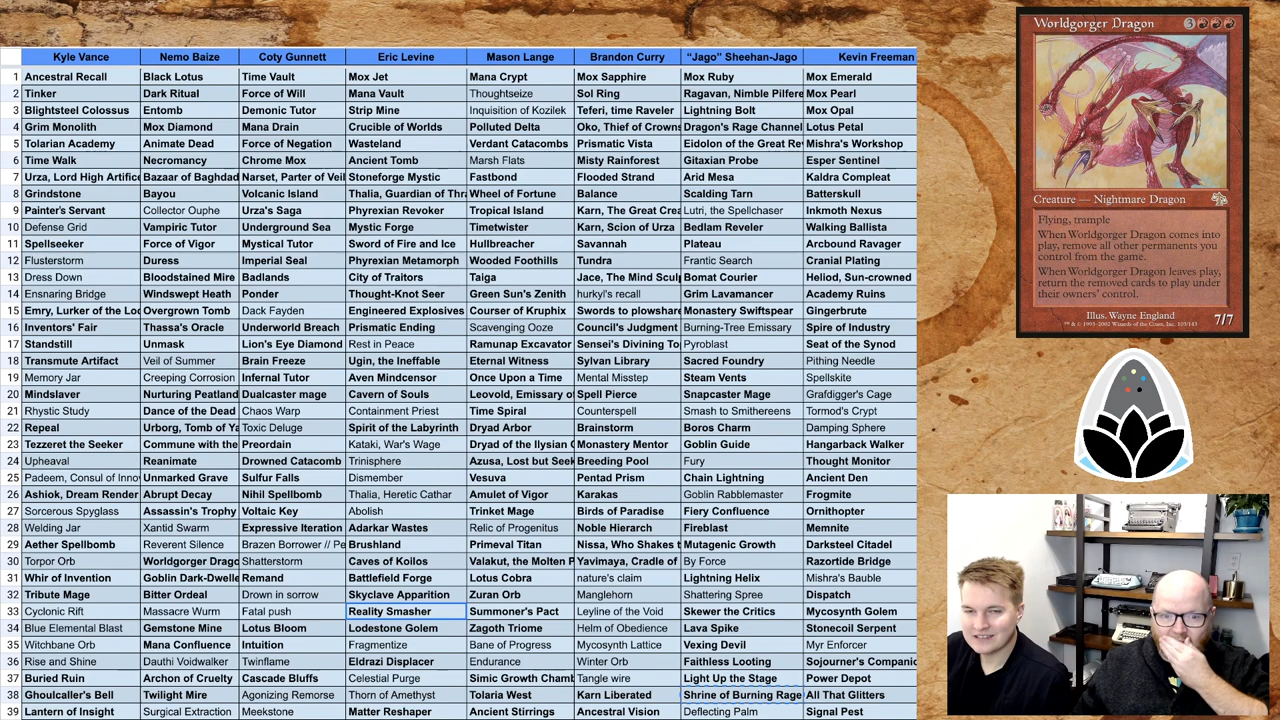 Kyle Vance Nemo Baize Coty Gunnett Eric Levine Mason Lange Brandon Curry "Jago" Sheehan-Jago Kevin Freeman
1 Ancestral Recall Black Lotus Time Vault Mox Jet Mana Crypt Mox Sapphire Mox Ruby Mox Emerald
2 Tinker Dark Ritual Force of Will Mana Vault Thoughtseize Sol Ring Ragavan, Nimble Pilfere Mox Pearl
3 Blightsteel Colossus Entomb Demonic Tutor Strip Mine Inquisition of Kozilek Teferi, time Raveler Lightning Bolt Mox Opal
4 Grim Monolith Mox Diamond Mana Drain Crucible of Worlds Polluted Delta Oko, Thief of Crowns Dragon's Rage Channel Lotus Petal
5 Tolarian Academy Animate Dead Force of Negation Wasteland Verdant Catacombs Prismatic Vista Eidolon of the Great Rev Mishra's Workshop
6 Time Walk Necromancy Chrome Mox Ancient Tomb Marsh Flats Misty Rainforest Gitaxian Probe Esper Sentinel
7 Urza, Lord High Artifice Bazaar of Baghdad Narset, Parter of Veil Stoneforge Mystic Fastbond Flooded Strand Arid Mesa Kaldra Compleat
8 Grindstone Bayou Volcanic Island Thalia, Guardian of Thra Wheel of Fortune Balance Scalding Tarn Batterskull
9 Painter's Servant Collector Ouphe Urza's Saga Phyrexian Revoker Tropical Island Karn, The Great Crea Lutri, the Spellchaser Inkmoth Nexus
10 Defense Grid Vampiric Tutor Underground Sea Mystic Forge Timetwister Karn, Scion of Urza Bedlam Reveler Walking Ballista
11 Spellseeker Force of Vigor Mystical Tutor Sword of Fire and Ice Hullbreacher Savannah Plateau Arcbound Ravager
12 Flusterstorm Duress Imperial Seal Phyrexian Metamorph Wooded Foothills Tundra Frantic Search Cranial Plating
13 Dress Down Bloodstained Mire Badlands City of Traitors Taiga Jace, The Mind Sculp Bomat Courier Heliod, Sun-crowned
14 Ensnaring Bridge Windswept Heath Ponder Thought-Knot Seer Green Sun's Zenith hurkyl's recall Grim Lavamancer Academy Ruins
15 Emry, Lurker of the Loc Overgrown Tomb Dack Fayden Engineered Explosives Courser of Kruphix Swords to plowshare Monastery Swiftspear Gingerbrute
16 Inventors' Fair Thassa's Oracle Underworld Breach Prismatic Ending Scavenging Ooze Council's Judgment Burning-Tree Emissary Spire of Industry
17 Standstill Unmask Lion's Eye Diamond Rest in Peace Ramunap Excavator Sensei's Divining To Pyroblast Seat of the Synod
18 Transmute Artifact Veil of Summer Brain Freeze Ugin, the Ineffable Eternal Witness Sylvan Library Sacred Foundry Pithing Needle
19 Memory Jar Creeping Corrosion Infernal Tutor Aven Mindcensor Once Upon a Time Mental Misstep Steam Vents Spellskite
20 Mindslaver Nurturing Peatland Dualcaster mage Cavern of Souls Leovold, Emissary of Spell Pierce Snapcaster Mage Grafdigger's Cage
21 Rhystic Study Dance of the Dead Chaos Warp Containment Priest Time Spiral Counterspell Smash to Smithereens Tormod's Crypt
22 Repeal Urborg, Tomb of Ya Toxic Deluge Spirit of the Labyrinth Dryad Arbor Brainstorm Boros Charm Damping Sphere
23 Tezzeret the Seeker Commune with the Preordain Kataki, War's Wage Dryad of the Ilysian G Monastery Mentor Goblin Guide Hangarback Walker
24 Upheaval Reanimate Drowned Catacomb Trinisphere Azusa, Lost but Seek Breeding Pool Fury Thought Monitor
25 Padeem, Consul of Innov Unmarked Grave Sulfur Falls Dismember Vesuva Pentad Prism Chain Lightning Ancient Den
26 Ashiok, Dream Render Abrupt Decay Nihil Spellbomb Thalia, Heretic Cathar Amulet of Vigor Karakas Goblin Rabblemaster Frogmite
27 Sorcerous Spyglass Assassin's Trophy Voltaic Key Abolish Trinket Mage Birds of Paradise Fiery Confluence Ornithopter
28 Welding Jar Xantid Swarm Expressive Iteration Adarkar Wastes Relic of Progenitus Noble Hierarch Fireblast Memnite
29 Aether Spellbomb Reverent Silence Brazen Borrower // Pe Brushland Primeval Titan Nissa, Who Shakes t Mutagenic Growth Darksteel Citadel
30 Torpor Orb Worldgorger Drago Shatterstorm Caves of Koilos Valakut, the Molten P Yavimaya, Cradle of By Force Razortide Bridge
31 Whir of Invention Goblin Dark-Dwelle Remand Battlefield Forge Lotus Cobra nature's claim Lightning Helix Mishra's Bauble
32 Tribute Mage Bitter Ordeal Drown in sorrow Skyclave Apparition Zuran Orb Manglehorn Shattering Spree Dispatch
33 Cyclonic Rift Massacre Wurm Fatal push Reality Smasher Summoner's Pact Leyline of the Void Skewer the Critics Mycosynth Golem
34 Blue Elemental Blast Gemstone Mine Lotus Bloom Lodestone Golem Zagoth Triome Helm of Obedience Lava Spike Stonecoil Serpent
35 Witchbane Orb Mana Confluence Intuition Fragmentize Bane of Progress Mycosynth Lattice Vexing Devil Myr Enforcer
36 Rise and Shine Dauthi Voidwalker Twinflame Eldrazi Displacer Endurance Winter Orb Faithless Looting Sojourner's Companio
37 Buried Ruin Archon of Cruelty Cascade Bluffs Celestial Purge Simic Growth Chamb Tangle wire Light Up the Stage Power Depot
38 Ghoulcaller's Bell Twilight Mire Agonizing Remorse Thorn of Amethyst Tolaria West Karn Liberated Shrine of Burning Rage All That Glitters
39 Lantern of Insight Surgical Extraction Meekstone Matter Reshaper Ancient Stirrings Ancestral Vision Deflecting Palm Signal Pest
Worldgorger Dragon 3
Creature — Nightmare Dragon
Flying, trample
When Worldgorger Dragon comes into
play, remove all other permanents you
control from the game.
When Worldgorger Dragon leaves play,
return the removed cards to play under
their owners' control.
Illus. Wayne England
™ & © 1993-2002 Wizards of the Coast, Inc. 103/143
7/7